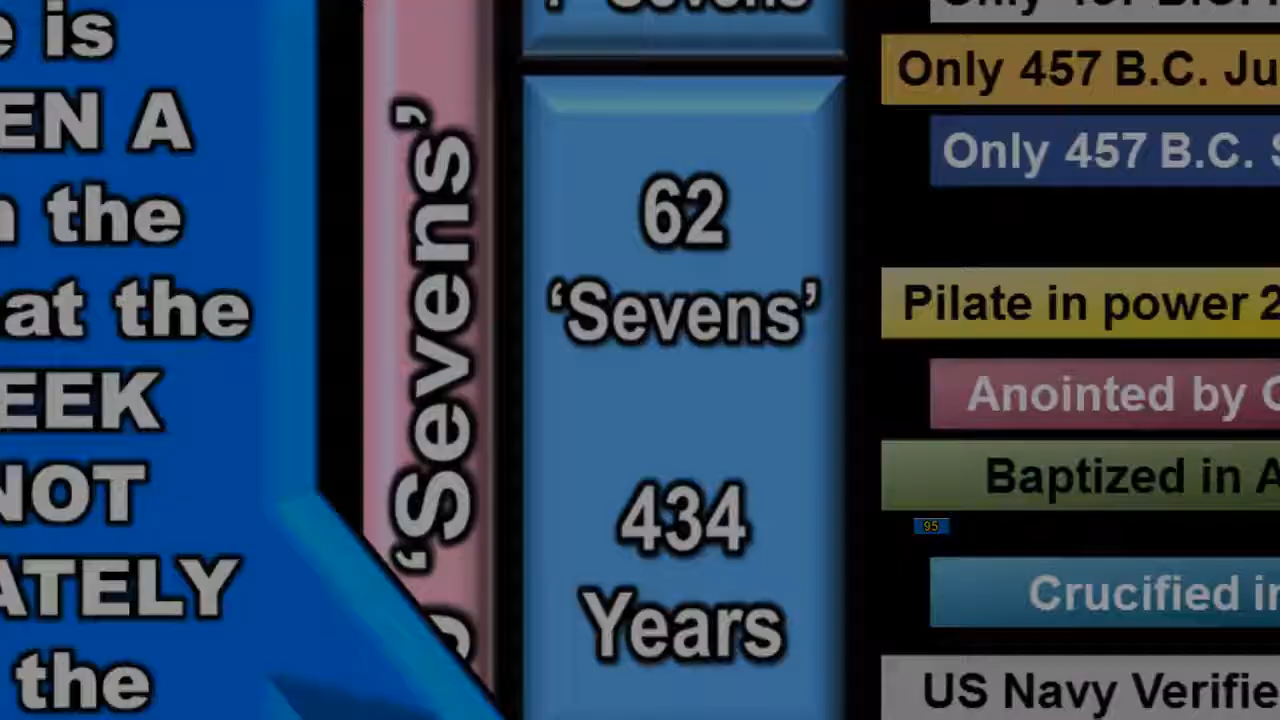 e is
EN A
the
at the
EEK
NOT
ATELY
the
‘Sevens’
62
‘Sevens’
434
Years
Only 457 B.C. Ju
Only 457 B.C.
Pilate in power 2
Anointed by
Baptized in A
95
Crucified in
US Navy Verifie